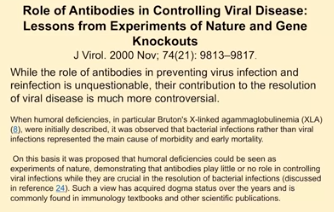 Role of Antibodies in Controlling Viral Disease:
Lessons from Experiments of Nature and Gene
Knockouts
J Virol. 2000 Nov; 74(21): 9813–9817.
While the role of antibodies in preventing virus infection and
reinfection is unquestionable, their contribution to the resolution
of viral disease is much more controversial.
When humoral deficiencies, in particular Bruton's X-linked agammaglobulinemia (XLA)
(8), were initially described, it was observed that bacterial infections rather than viral
infections represented the main cause of morbidity and early mortality.
On this basis it was proposed that humoral deficiencies could be seen as
experiments of nature, demonstrating that antibodies play little or no role in controlling
viral infections while they are crucial in the resolution of bacterial infections (discussed
in reference 24). Such a view has acquired dogma status over the years and is
commonly found in immunology textbooks and other scientific publications.